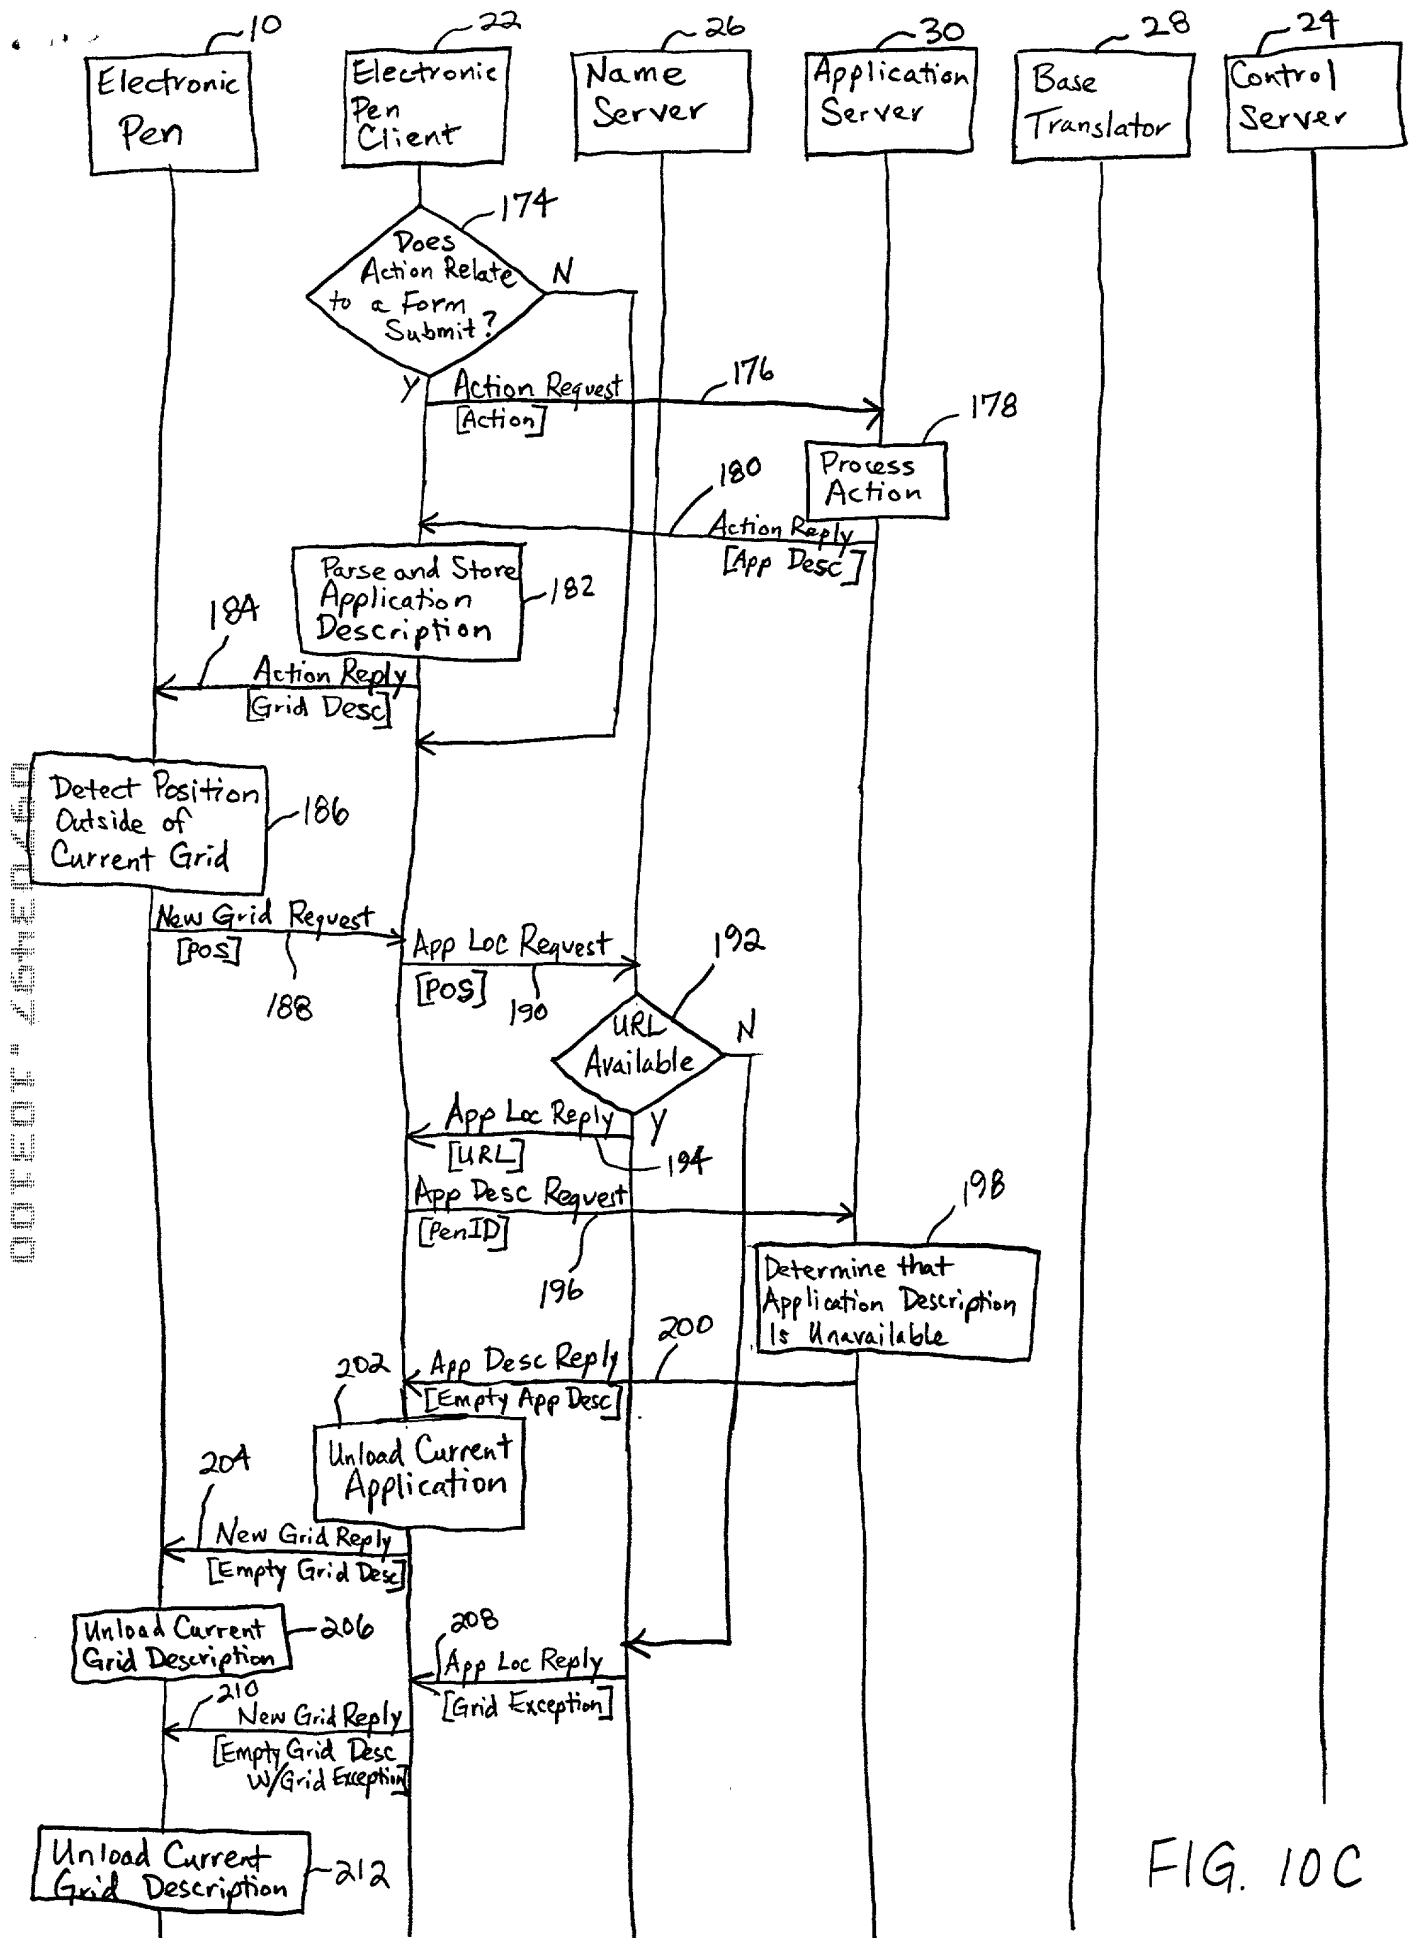 10
22
26
30
28
24
Electronic
Pen
Electronic
Pen
Client
Name
Server
Application
Server
Base
Translator
Control
Server
174
Does
Action Relate
to a Form
Submit?
N
Y
Action Request
[Action]
176
178
Process
Action
180
Action Reply
[App Desc]
Parse and Store
Application
Description
182
184
Action Reply
[Grid Desc]
Detect Position
Outside of
Current Grid
186
New Grid Request
[POS]
188
App Loc Request
[POS]
190
192
URL
Available
N
Y
App Loc Reply
[URL]
194
App Desc Request
[PenID]
196
198
Determine that
Application Description
Is Unavailable
200
App Desc Reply
[Empty App Desc]
202
Unload Current
Application
204
New Grid Reply
[Empty Grid Desc]
Unload Current
Grid Description
206
208
App Loc Reply
[Grid Exception]
210
New Grid Reply
[Empty Grid Desc
W/Grid Exception]
Unload Current
Grid Description
212
FIG. 10C